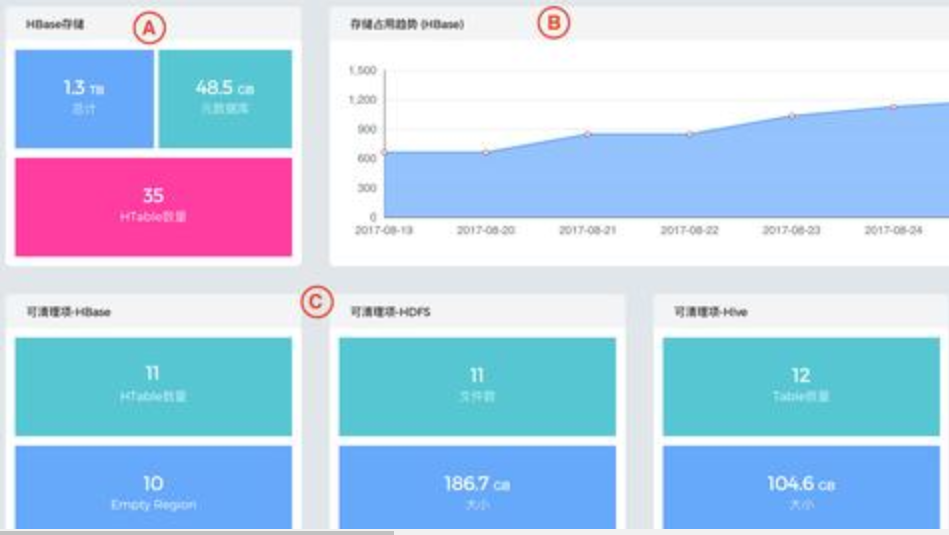 HBase存储
A
1.3 TB
总计
48.5 GB
元数据库
35
HTable数量
存储占用趋势 (HBase)
B
1,500
1,200
900
600
300
0
2017-08-19
2017-08-20
2017-08-21
2017-08-22
2017-08-23
2017-08-24
C
可清理项-HBase
11
HTable数量
10
Empty Region
可清理项-HDFS
11
文件数
186.7 GB
大小
可清理项-Hive
12
Table数量
104.6 GB
大小